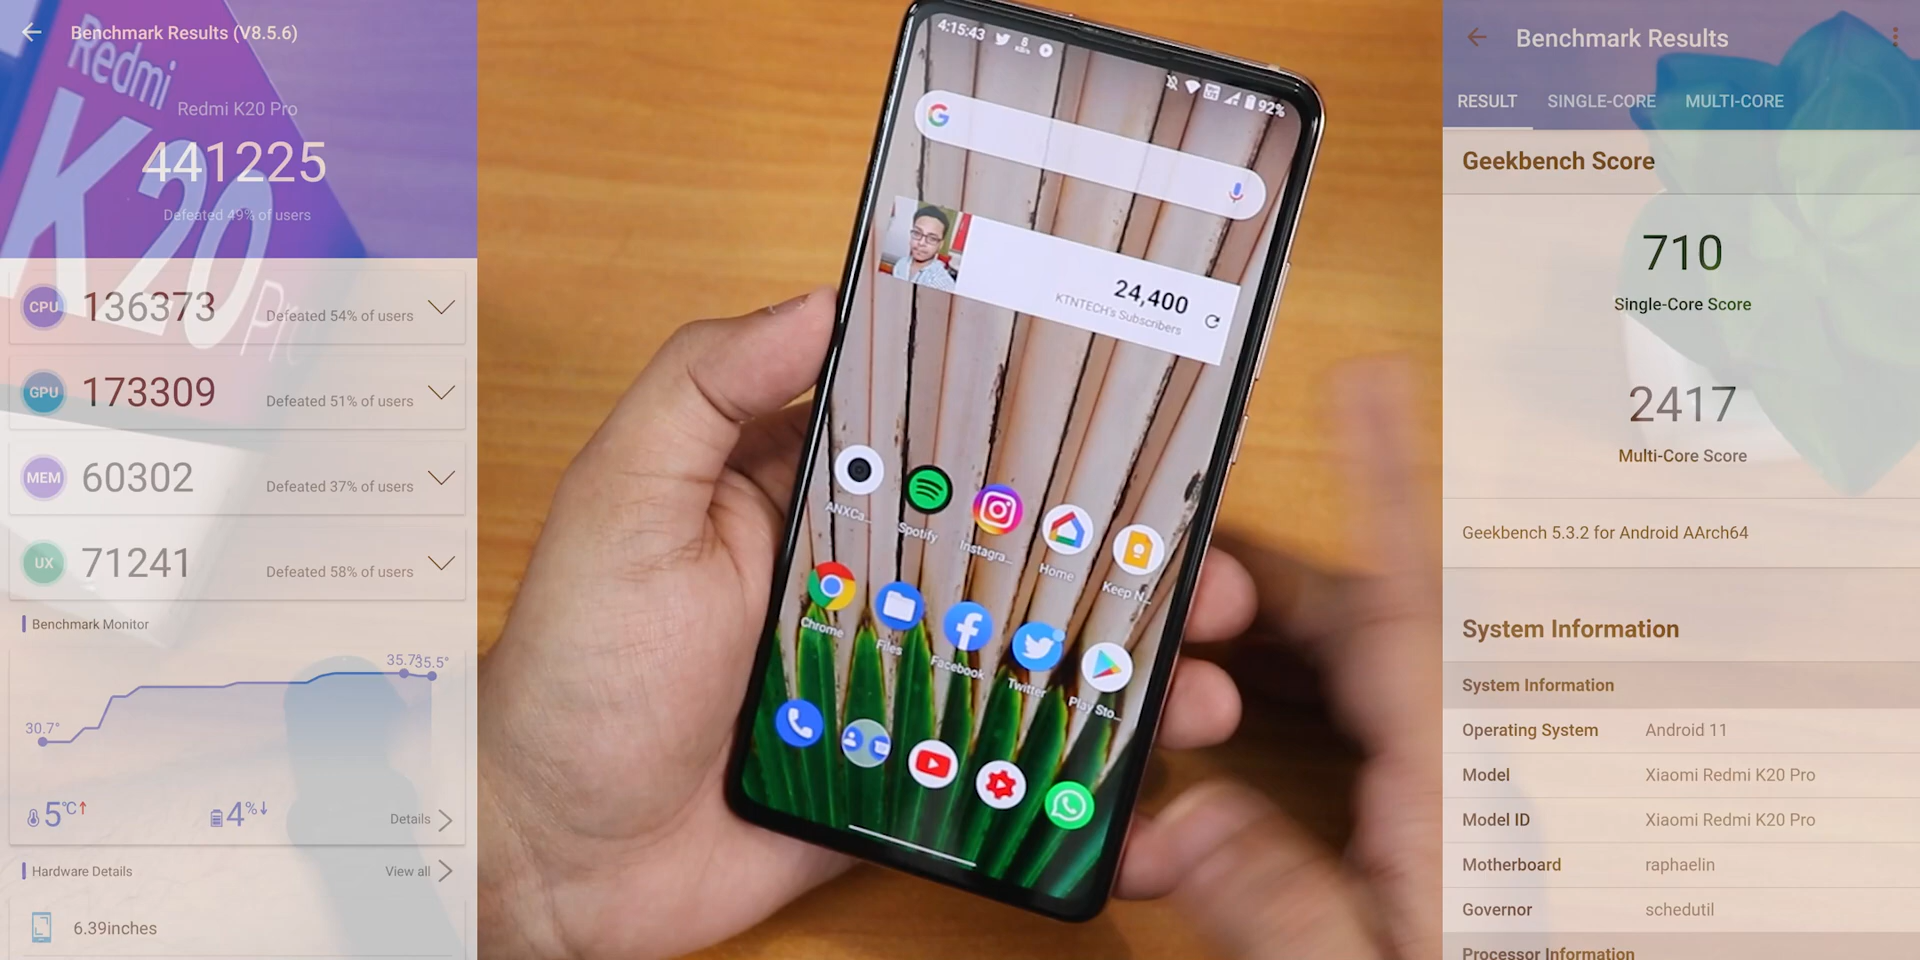 Benchmark Results (V8.5.6)
Redmi
K20
Pro
Redmi K20 Pro
441225
Defeated 49% of users
CPU 136373 Defeated 54% of users
GPU 173309 Defeated 51% of users
MEM 60302 Defeated 37% of users
UX 71241 Defeated 58% of users
Benchmark Monitor
30.7° 35.7° 35.5°
5°C↑ 4%↓ Details
Hardware Details View all
6.39inches
4:15:43 92%
24,400
KTNTECH's Subscribers
ANXCa...
Spotify
Instagra...
Home
Keep N...
Chrome
Files
Facebook
Twitter
Play Sto...
Benchmark Results
RESULT SINGLE-CORE MULTI-CORE
Geekbench Score
710
Single-Core Score
2417
Multi-Core Score
Geekbench 5.3.2 for Android AArch64
System Information
System Information
Operating System Android 11
Model Xiaomi Redmi K20 Pro
Model ID Xiaomi Redmi K20 Pro
Motherboard raphaelin
Governor schedutil
Processor Information